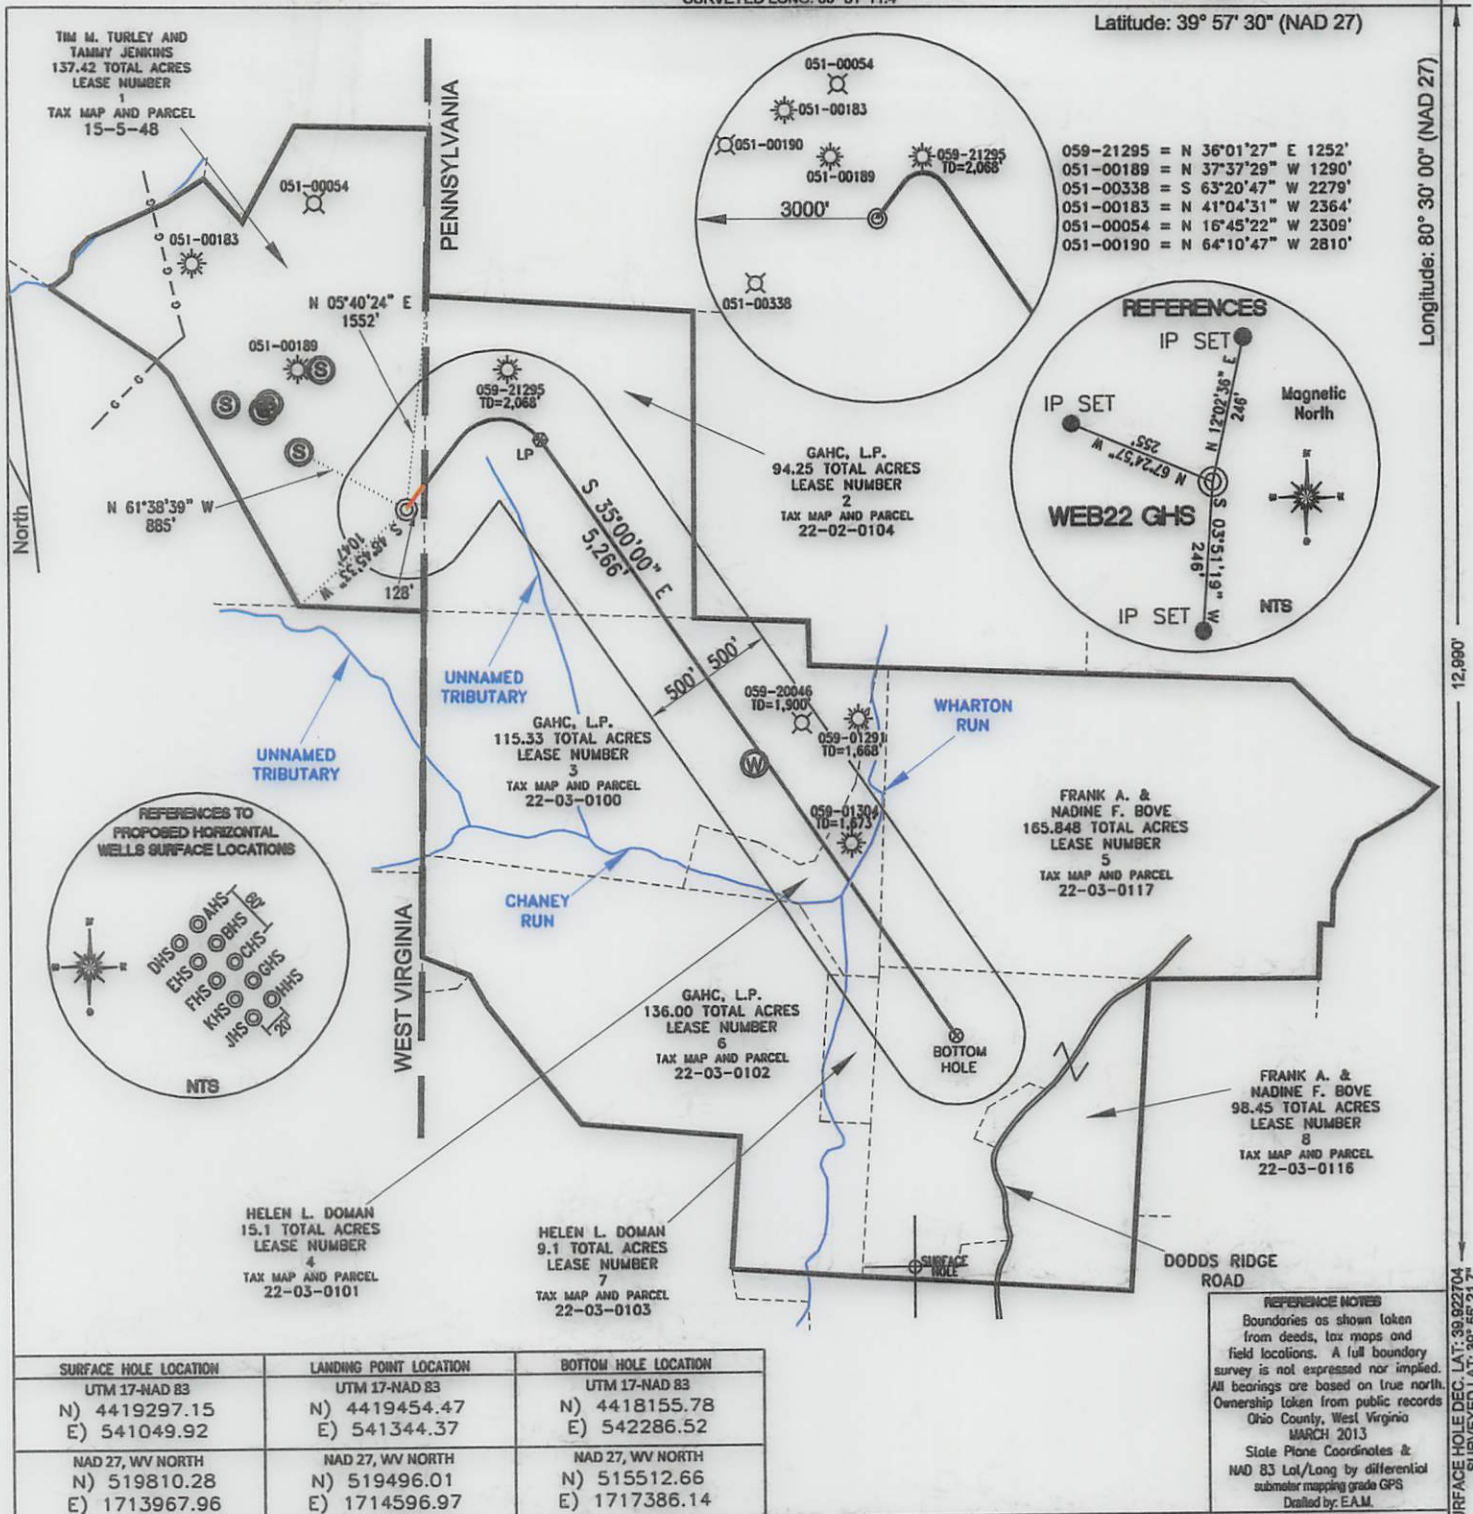 Latitude: 39° 57' 30" (NAD 27)
Longitude: 80° 30' 00" (NAD 27)
12,990'
TIM M. TURLEY AND
TAMMY JENKINS
137.42 TOTAL ACRES
LEASE NUMBER
1
TAX MAP AND PARCEL
15-5-48
PENNSYLVANIA
051-00054
051-00183
051-00190
051-00189
059-21295
TD=2,068'
3000'
051-00338
059-21295 = N 36°01'27" E 1252'
051-00189 = N 37°37'29" W 1290'
051-00338 = S 63°20'47" W 2279'
051-00183 = N 41°04'31" W 2364'
051-00054 = N 16°45'22" W 2309'
051-00190 = N 64°10'47" W 2810'
051-00054
051-00183
G
G
G
G
G
G
N 05°40'24" E
1552'
051-00189
S
S
S
059-21295
TD=2,068'
LP
N 61°38'39" W
885'
S 48°45'33" W
1047'
128'
North
S 35°00'00" E
5,266'
GAHC, L.P.
94.25 TOTAL ACRES
LEASE NUMBER
2
TAX MAP AND PARCEL
22-02-0104
REFERENCES
IP SET
IP SET
N 12°02'36" E
246'
255'
N 67°24'57" W
Magnetic
North
WEB22 GHS
S 03°51'19" W
246'
IP SET
NTS
UNNAMED
TRIBUTARY
UNNAMED
TRIBUTARY
500'
500'
059-20046
TD=1,900'
059-01291
TD=1,668'
WHARTON
RUN
GAHC, L.P.
115.33 TOTAL ACRES
LEASE NUMBER
3
TAX MAP AND PARCEL
22-03-0100
W
059-01304
TD=1,673'
FRANK A. &
NADINE F. BOVE
165.848 TOTAL ACRES
LEASE NUMBER
5
TAX MAP AND PARCEL
22-03-0117
REFERENCES TO
PROPOSED HORIZONTAL
WELLS SURFACE LOCATIONS
AHS
BHS
CHS
GHS
HHS
DHS
EHS
FHS
KHS
JHS
20'
20'
NTS
CHANEY
RUN
WEST VIRGINIA
GAHC, L.P.
136.00 TOTAL ACRES
LEASE NUMBER
6
TAX MAP AND PARCEL
22-03-0102
BOTTOM
HOLE
FRANK A. &
NADINE F. BOVE
98.45 TOTAL ACRES
LEASE NUMBER
8
TAX MAP AND PARCEL
22-03-0116
HELEN L. DOMAN
15.1 TOTAL ACRES
LEASE NUMBER
4
TAX MAP AND PARCEL
22-03-0101
HELEN L. DOMAN
9.1 TOTAL ACRES
LEASE NUMBER
7
TAX MAP AND PARCEL
22-03-0103
SURFACE
HOLE
DODDS RIDGE
ROAD
SURFACE HOLE LOCATION
UTM 17-NAD 83
N) 4419297.15
E) 541049.92
NAD 27, WV NORTH
N) 519810.28
E) 1713967.96
LANDING POINT LOCATION
UTM 17-NAD 83
N) 4419454.47
E) 541344.37
NAD 27, WV NORTH
N) 519496.01
E) 1714596.97
BOTTOM HOLE LOCATION
UTM 17-NAD 83
N) 4418155.78
E) 542286.52
NAD 27, WV NORTH
N) 515512.66
E) 1717386.14
REFERENCE NOTES
Boundaries as shown taken
from deeds, tax maps and
field locations. A full boundary
survey is not expressed nor implied.
All bearings are based on true north.
Ownership taken from public records
Ohio County, West Virginia
MARCH 2013
State Plane Coordinates &
NAD 83 Lat/Long by differential
submeter mapping grade GPS
Drafted by: E.A.M.
HOLE DEC. LAT: 39.922704